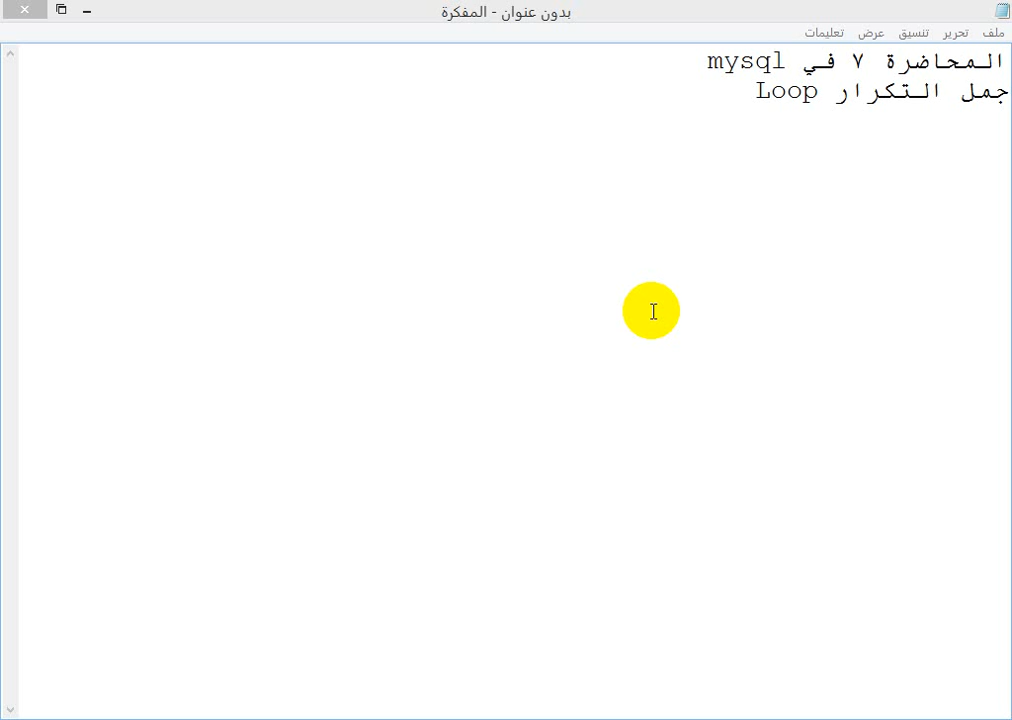 بدون عنوان - المفكرة
ملف تحرير تنسيق عرض تعليمات
المحاضرة ٧ في mysql
جمل التكرار Loop